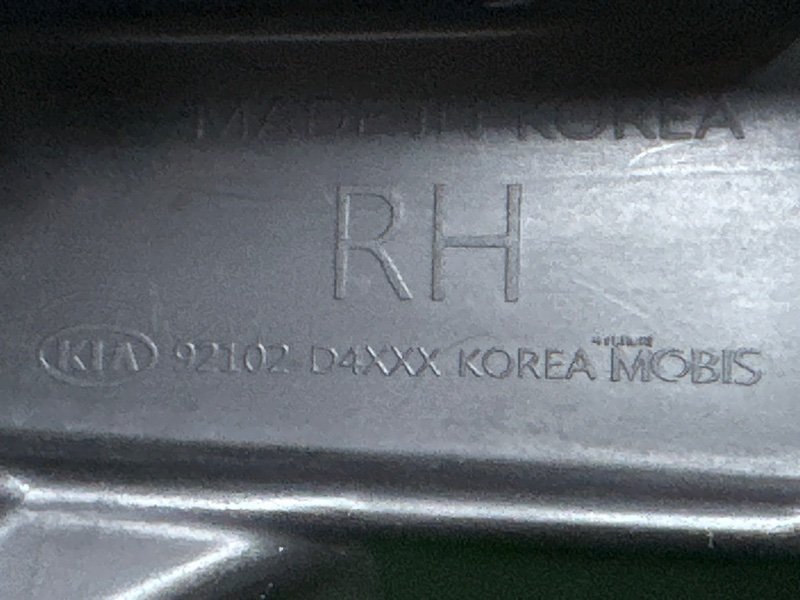 MADE IN KOREA
RH
KIA 92102 D4XXX KOREA MOBIS